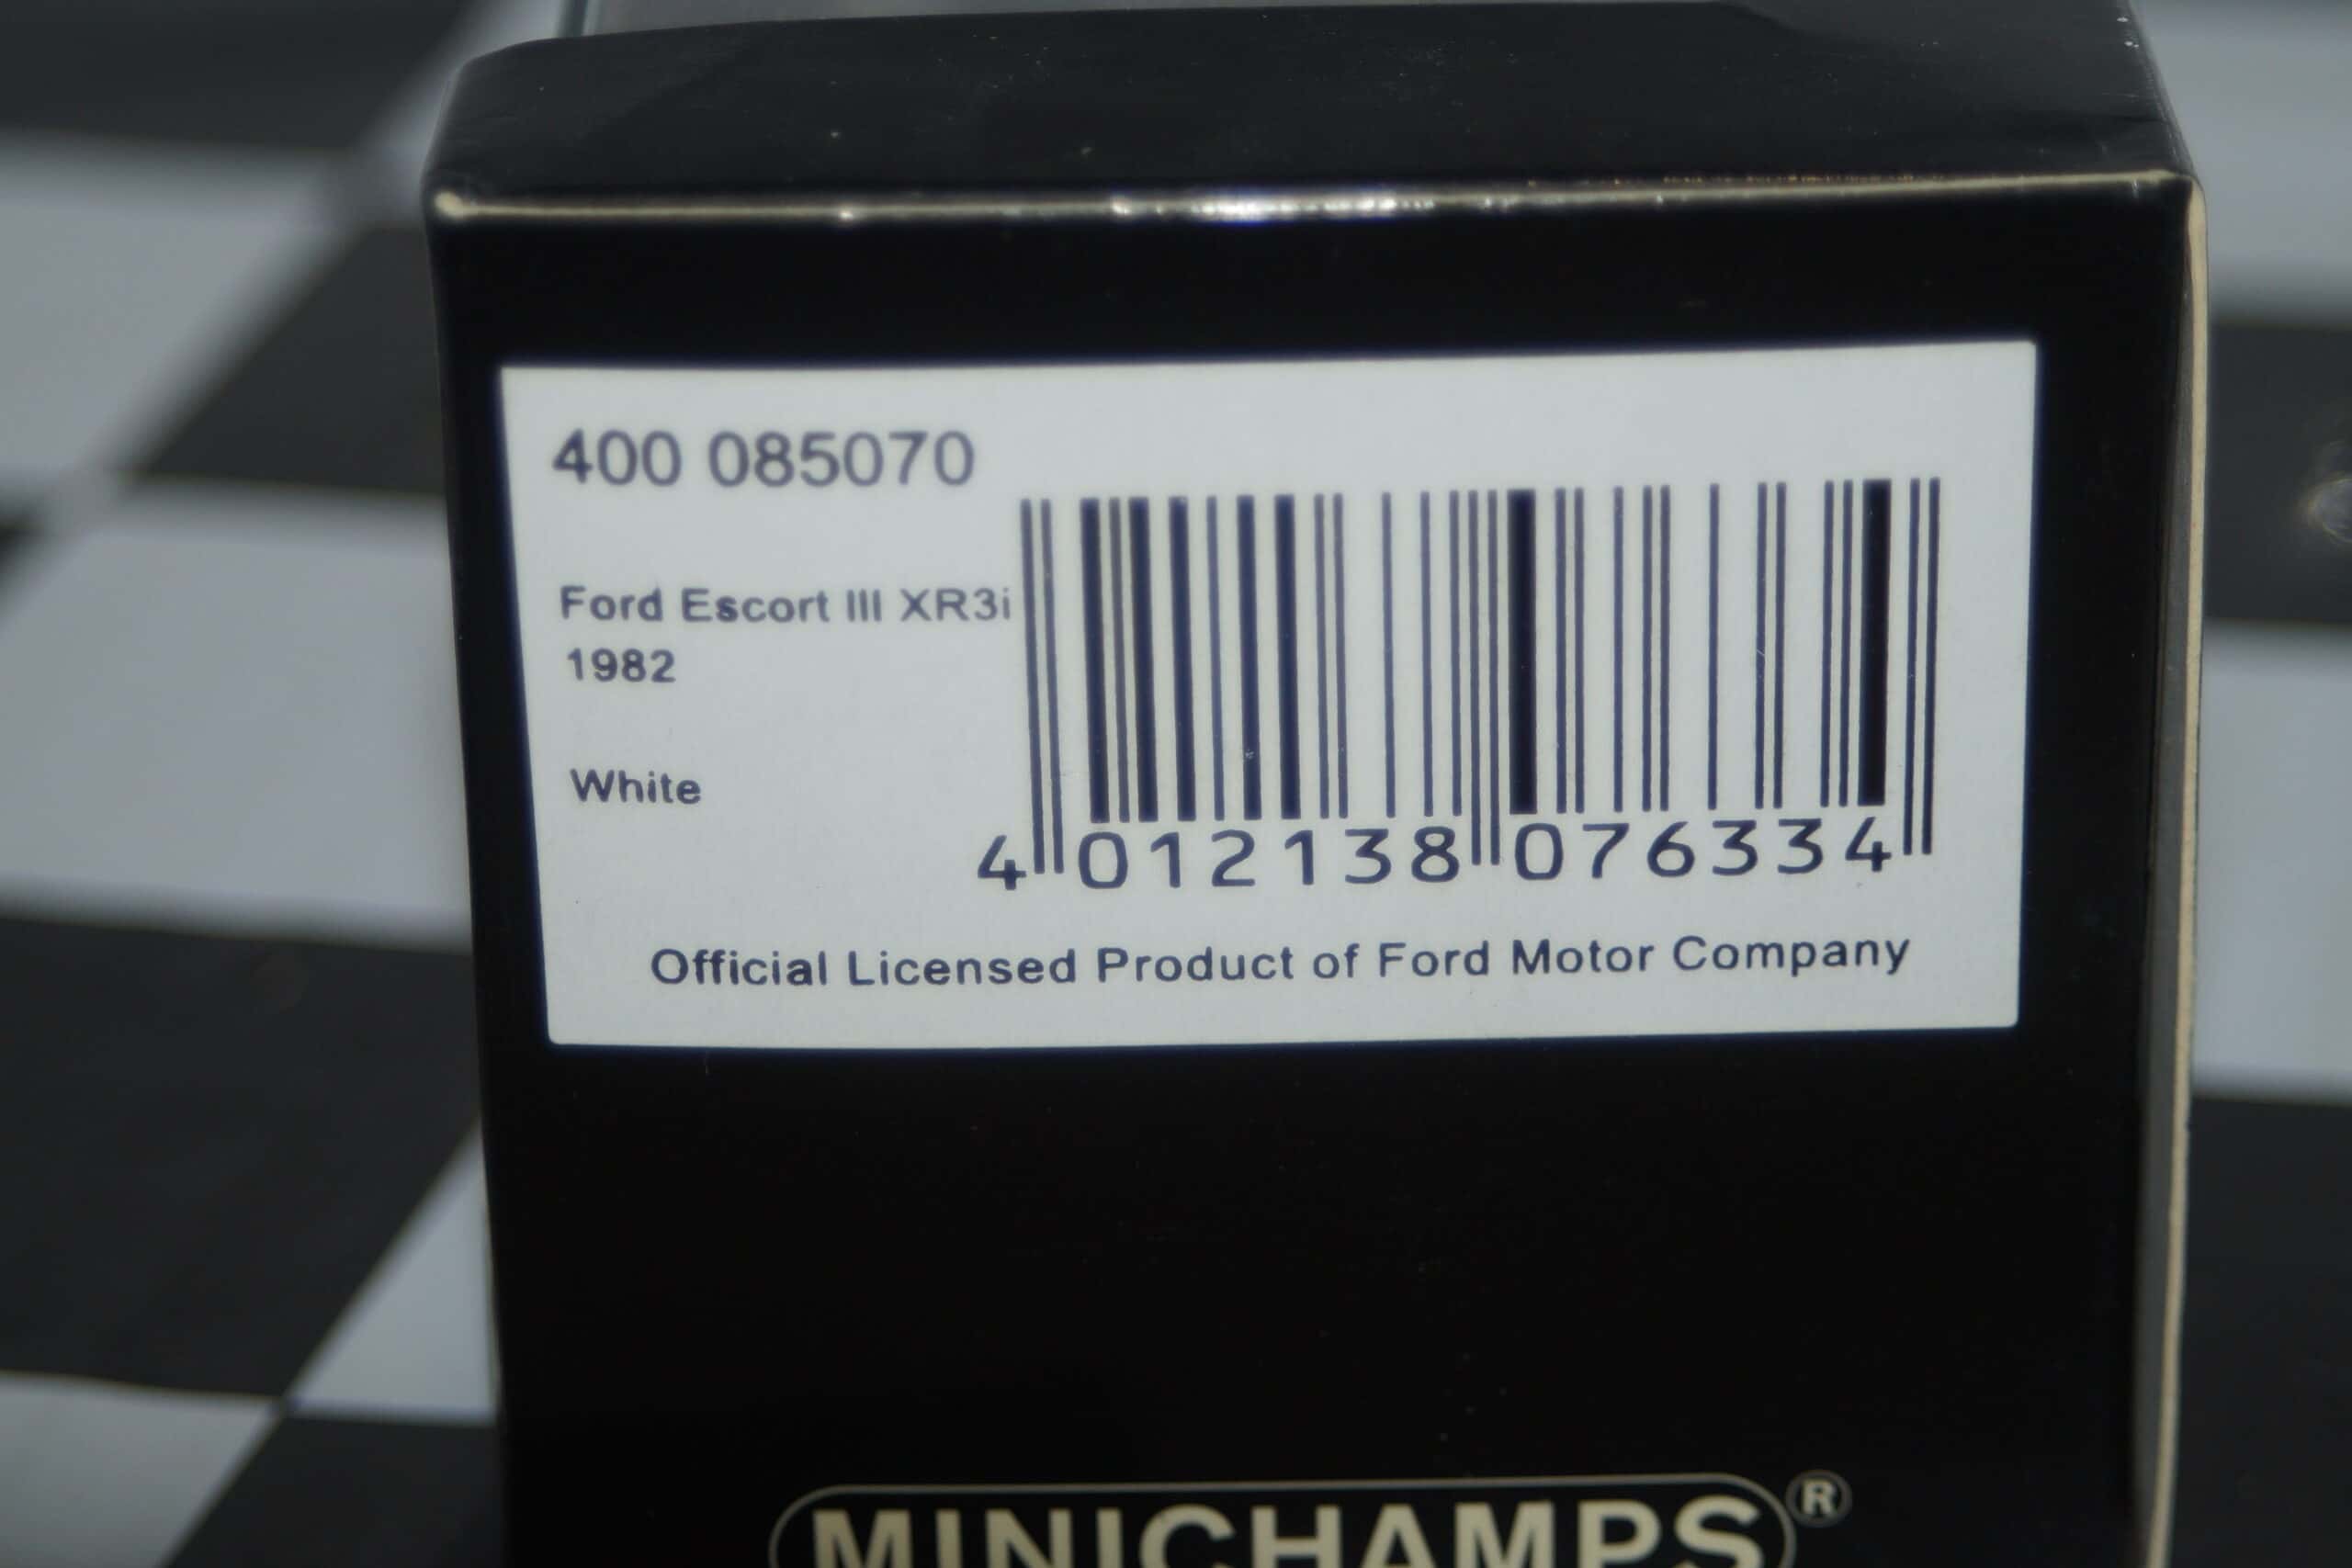 400 085070
Ford Escort III XR3i
1982
White
4 012138 076334
Official Licensed Product of Ford Motor Company
MINICHAMPS®